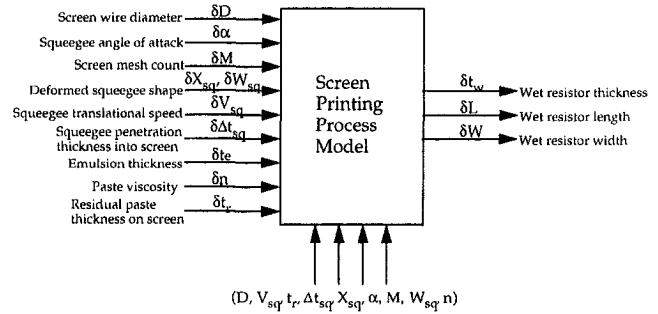 Screen wire diameter δD
Squeegee angle of attack δα
Screen mesh count δM
Deformed squeegee shape δXsq, δWsq
Squeegee translational speed δVsq
Squeegee penetration thickness into screen δΔtsq
Emulsion thickness δte
Paste viscosity δn
Residual paste thickness on screen δtr
Screen
Printing
Process
Model
δtw Wet resistor thickness
δL Wet resistor length
δW Wet resistor width
(D, Vsq, tr, Δtsq, Xsq, α, M, Wsq, n)